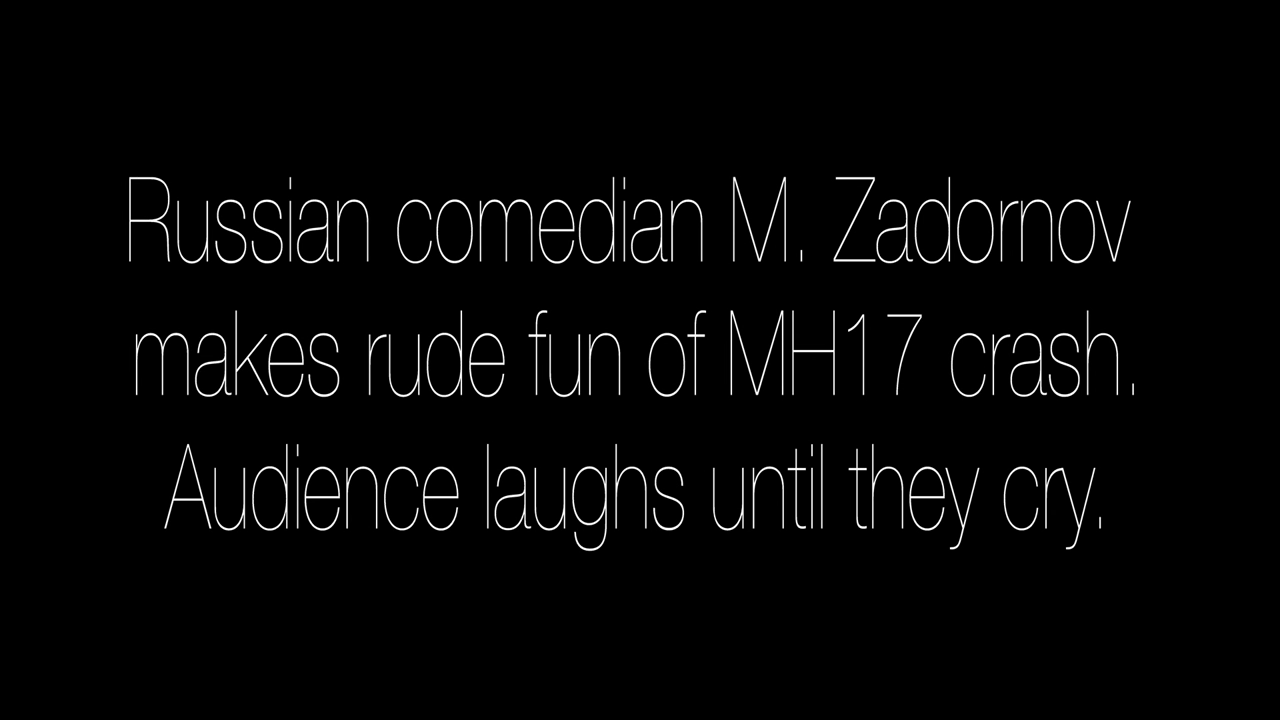 Russian comedian M. Zadornov
makes rude fun of MH17 crash.
Audience laughs until they cry.